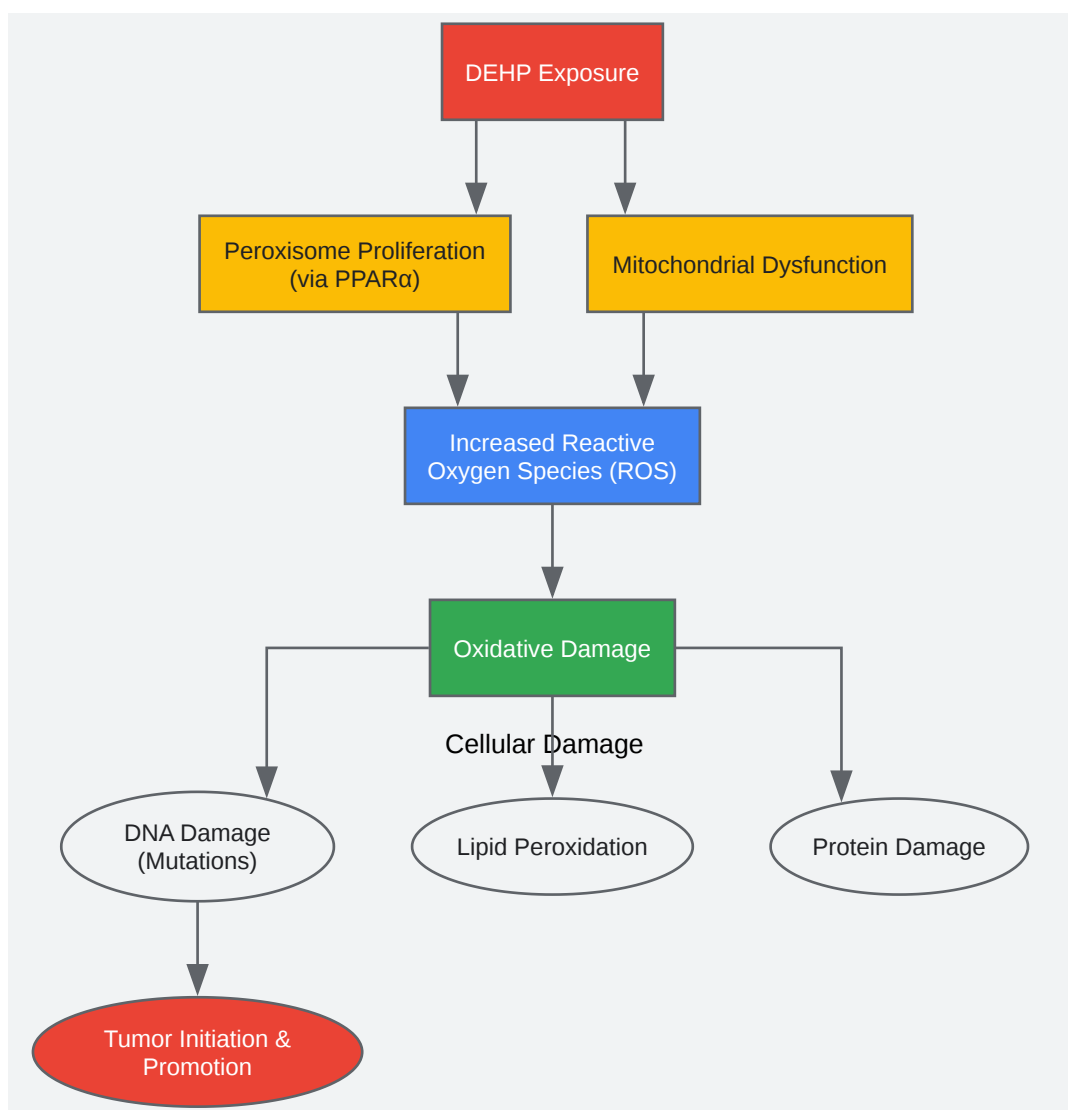 DEHP Exposure
Peroxisome Proliferation
(via PPARα)
Mitochondrial Dysfunction
Increased Reactive
Oxygen Species (ROS)
Oxidative Damage
Cellular Damage
DNA Damage
(Mutations)
Lipid Peroxidation
Protein Damage
Tumor Initiation &
Promotion